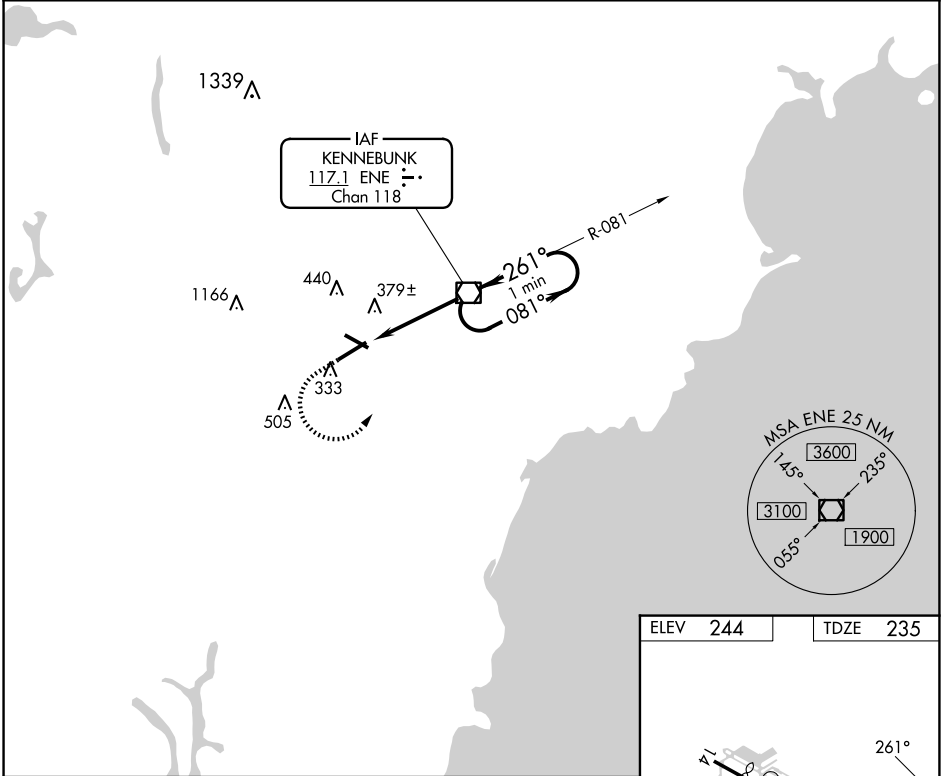 1339
IAF
KENNEBUNK
117.1 ENE
Chan 118
R-081
261°
1 min
081°
440
379±
1166
333
505
MSA ENE 25 NM
3600
145°
235°
3100
1900
055°
ELEV 244
TDZE 235
261°
14